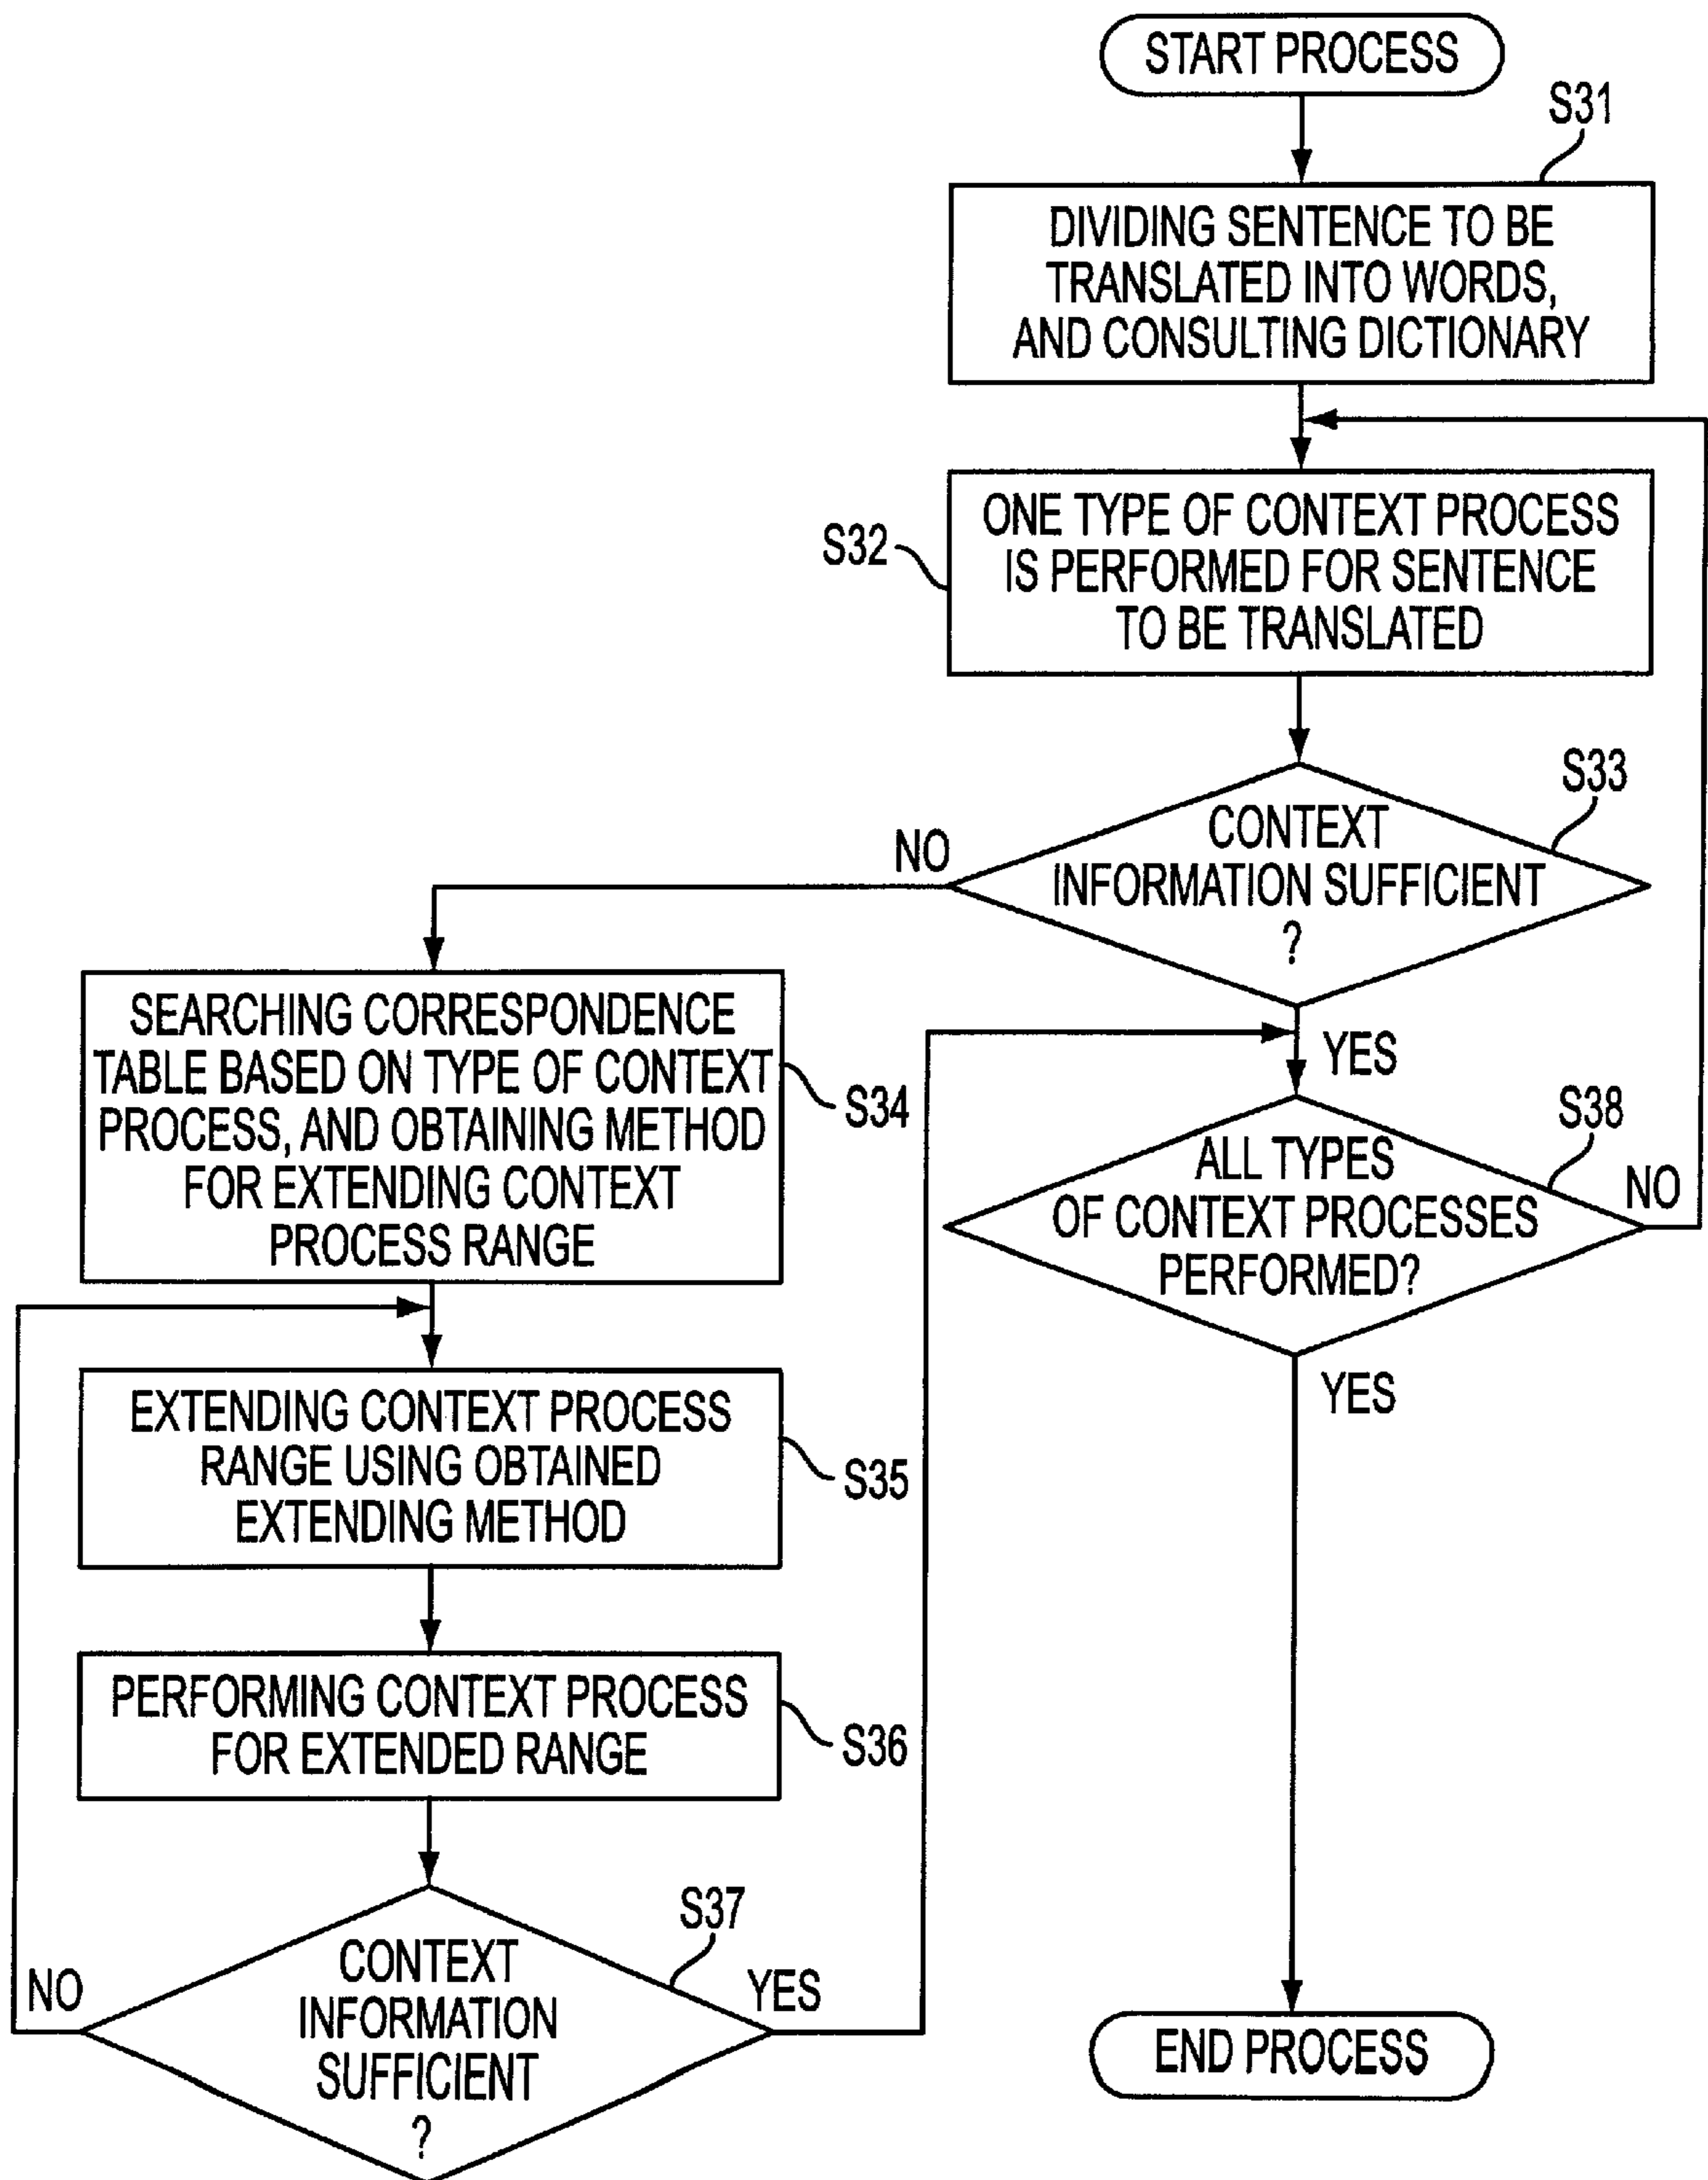 START PROCESS
S31
DIVIDING SENTENCE TO BE
TRANSLATED INTO WORDS,
AND CONSULTING DICTIONARY
S32
ONE TYPE OF CONTEXT PROCESS
IS PERFORMED FOR SENTENCE
TO BE TRANSLATED
S33
CONTEXT
INFORMATION SUFFICIENT
?
NO
YES
SEARCHING CORRESPONDENCE
TABLE BASED ON TYPE OF CONTEXT
PROCESS, AND OBTAINING METHOD
FOR EXTENDING CONTEXT
PROCESS RANGE
S34
EXTENDING CONTEXT PROCESS
RANGE USING OBTAINED
EXTENDING METHOD
S35
PERFORMING CONTEXT PROCESS
FOR EXTENDED RANGE
S36
S37
CONTEXT
INFORMATION
SUFFICIENT
?
NO
YES
S38
ALL TYPES
OF CONTEXT PROCESSES
PERFORMED?
NO
YES
END PROCESS